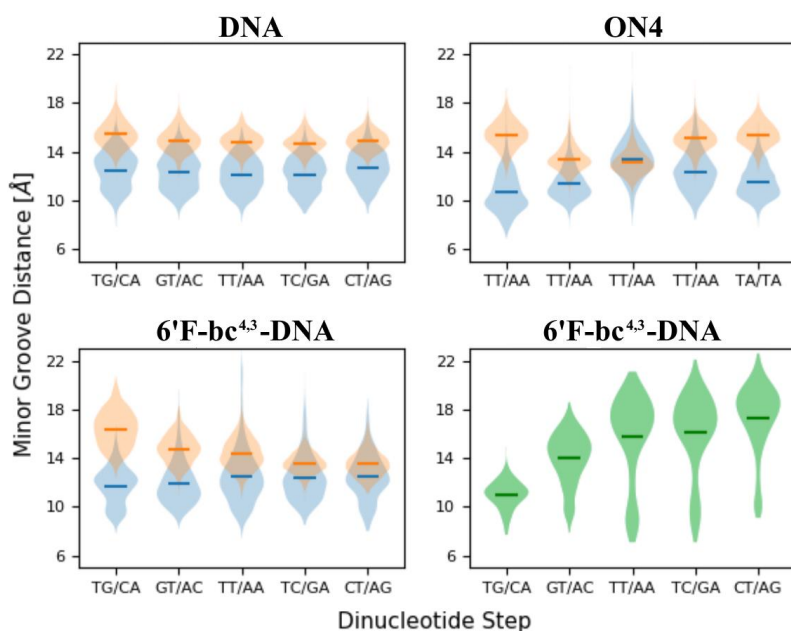 DNA
ON4
22
18
14
10
6
22
18
14
10
6
TG/CA GT/AC TT/AA TC/GA CT/AG
TT/AA TT/AA TT/AA TT/AA TA/TA
6'F-bc4,3-DNA
6'F-bc4,3-DNA
22
18
14
10
6
22
18
14
10
6
TG/CA GT/AC TT/AA TC/GA CT/AG
TG/CA GT/AC TT/AA TC/GA CT/AG
Minor Groove Distance [Å]
Dinucleotide Step